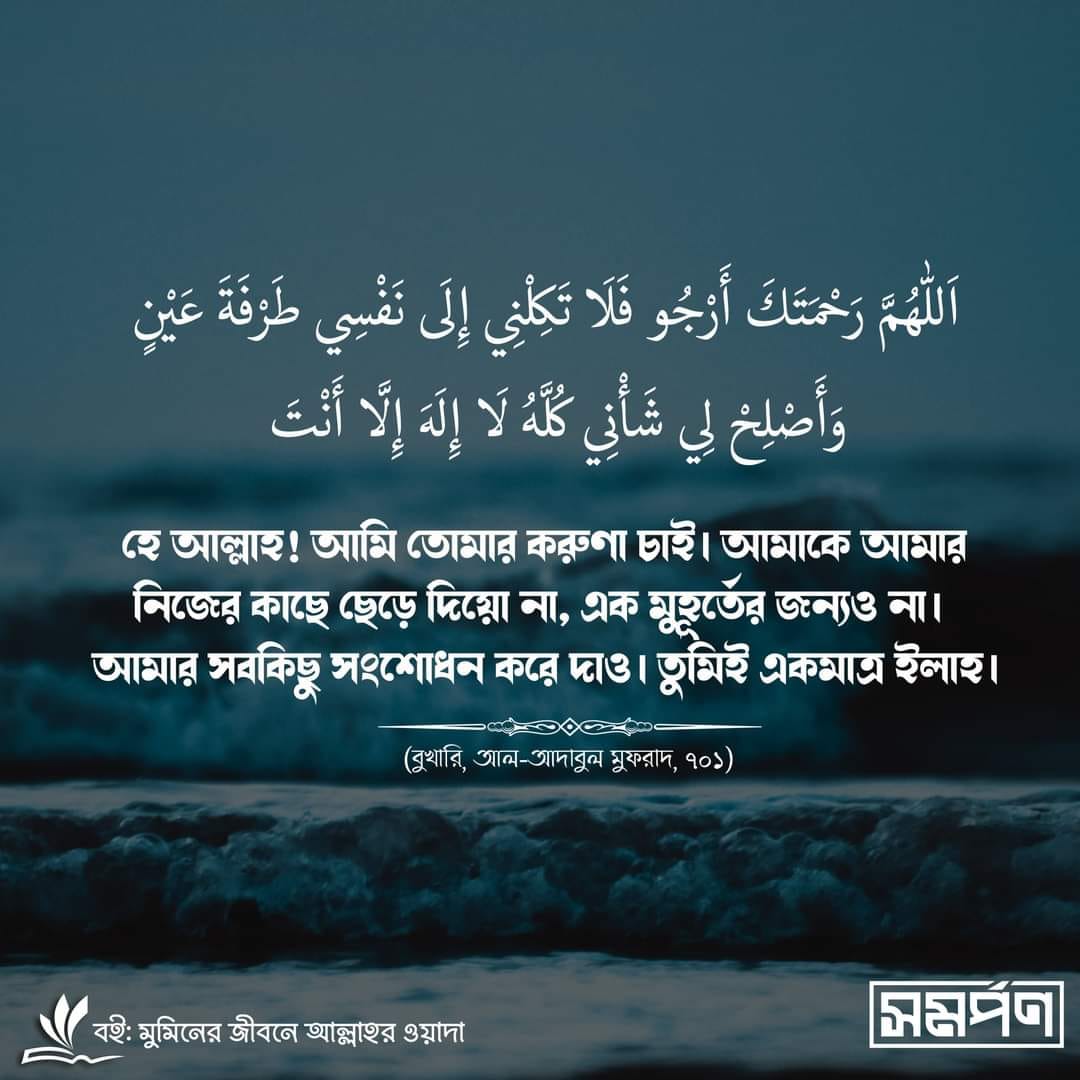 اَللّٰهُمَّ رَحْمَتَكَ أَرْجُو فَلَا تَكِلْنِي إِلَى نَفْسِي طَرْفَةَ عَيْنٍ
وَأَصْلِحْ لِي شَأْنِي كُلَّهُ لَا إِلَهَ إِلَّا أَنْتَ
হে আল্লাহ! আমি তোমার করুণা চাই। আমাকে আমার
নিজের কাছে ছেড়ে দিয়ো না, এক মুহূর্তের জন্যও না।
আমার সবকিছু সংশোধন করে দাও। তুমিই একমাত্র ইলাহ।
(বুখারি, আল-আদাবুল মুফরাদ, ৭০১)
বই: মুমিনের জীবনে আল্লাহর ওয়াদা
সমর্পণ